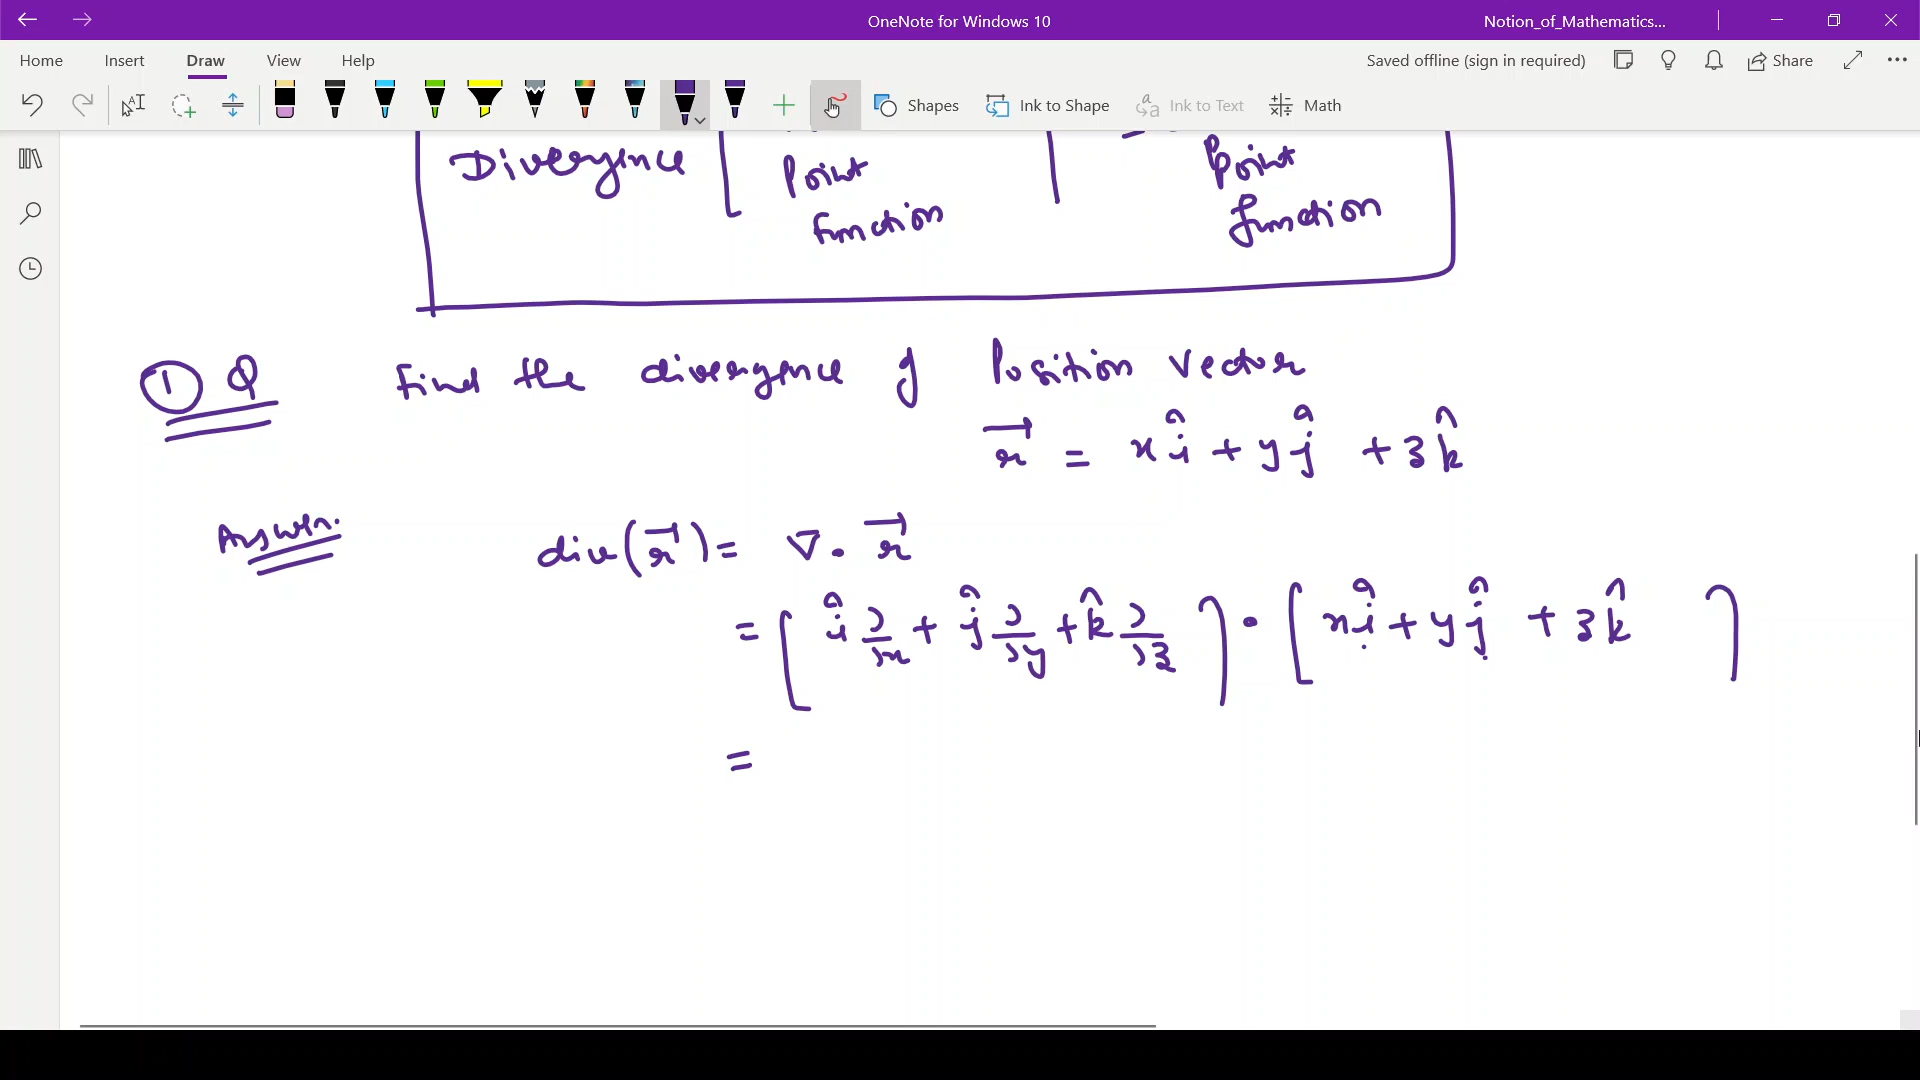 OneNote for Windows 10
Notion_of_Mathematics...
Home Insert Draw View Help
Saved offline (sign in required) Share
Shapes Ink to Shape Ink to Text Math
Divergence [ Point function ] = Point function
① Q Find the divergence of Position Vector
r⃗ = xî + yĵ + zk̂
Answer.
div(r⃗) = ∇ · r⃗
= [ î ∂/∂x + ĵ ∂/∂y + k̂ ∂/∂z ] · [ xî + yĵ + zk̂ ]
=